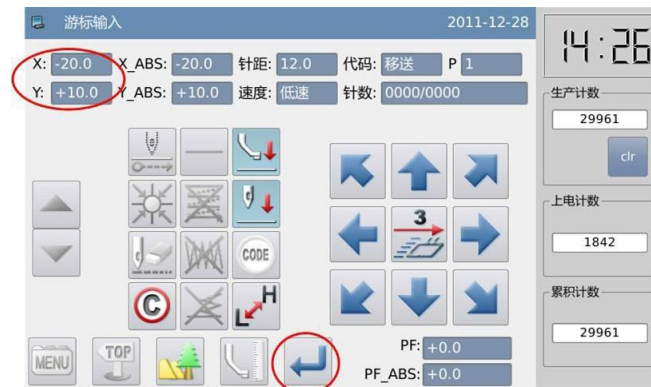 游标输入 2011-12-28
14:26
X: -20.0 X_ABS: -20.0 针距: 12.0 代码: 移送 P 1
Y: +10.0 Y_ABS: +10.0 速度: 低速 针数: 0000/0000
生产计数
29961
clr
上电计数
1842
累积计数
29961
3
CODE
C
H
L
MENU
TOP
PF: +0.0
PF_ABS: +0.0